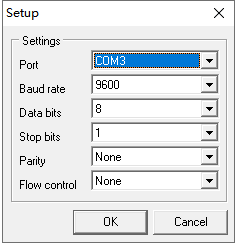 Setup
Settings
Port COM3
Baud rate 9600
Data bits 8
Stop bits 1
Parity None
Flow control None
OK Cancel